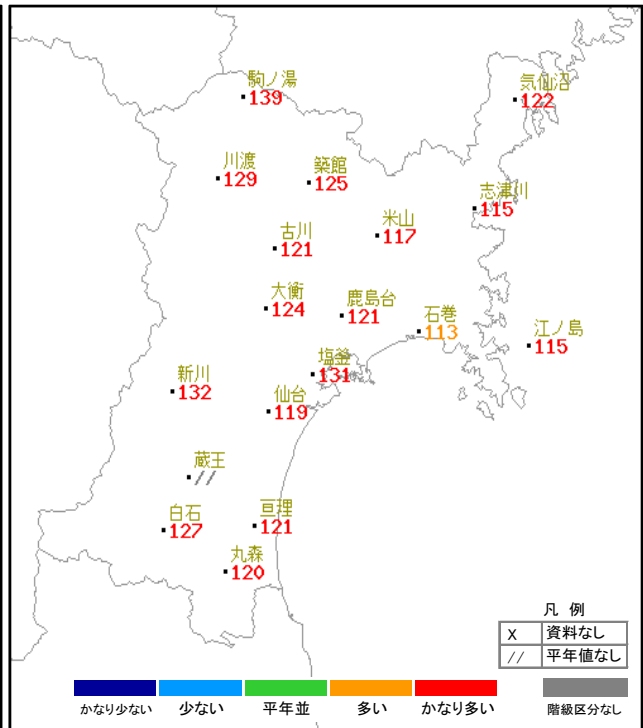 駒ノ湯
139
気仙沼
122
川渡
129
築館
125
志津川
115
米山
117
古川
121
大衡
124
鹿島台
121
石巻
113
江ノ島
115
塩釜
131
新川
132
仙台
119
蔵王
//
白石
127
亘理
121
丸森
120
凡 例
X 資料なし
// 平年値なし
かなり少ない 少ない 平年並 多い かなり多い 階級区分なし